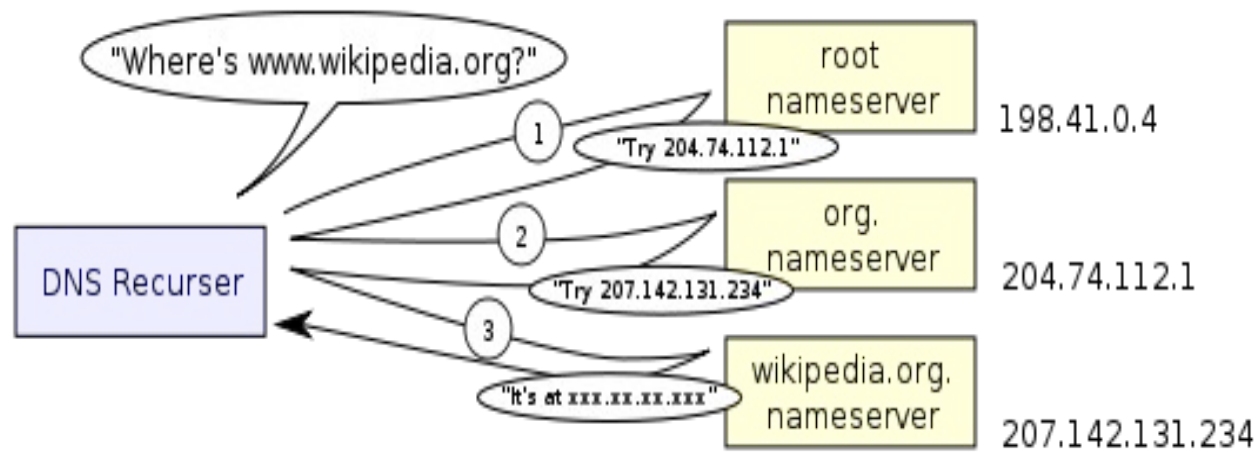 "Where's www.wikipedia.org?"
root
nameserver
198.41.0.4
1
"Try 204.74.112.1"
org.
nameserver
204.74.112.1
2
"Try 207.142.131.234"
DNS Recurser
3
wikipedia.org.
nameserver
207.142.131.234
"It's at xxx.xx.xx.xxx"